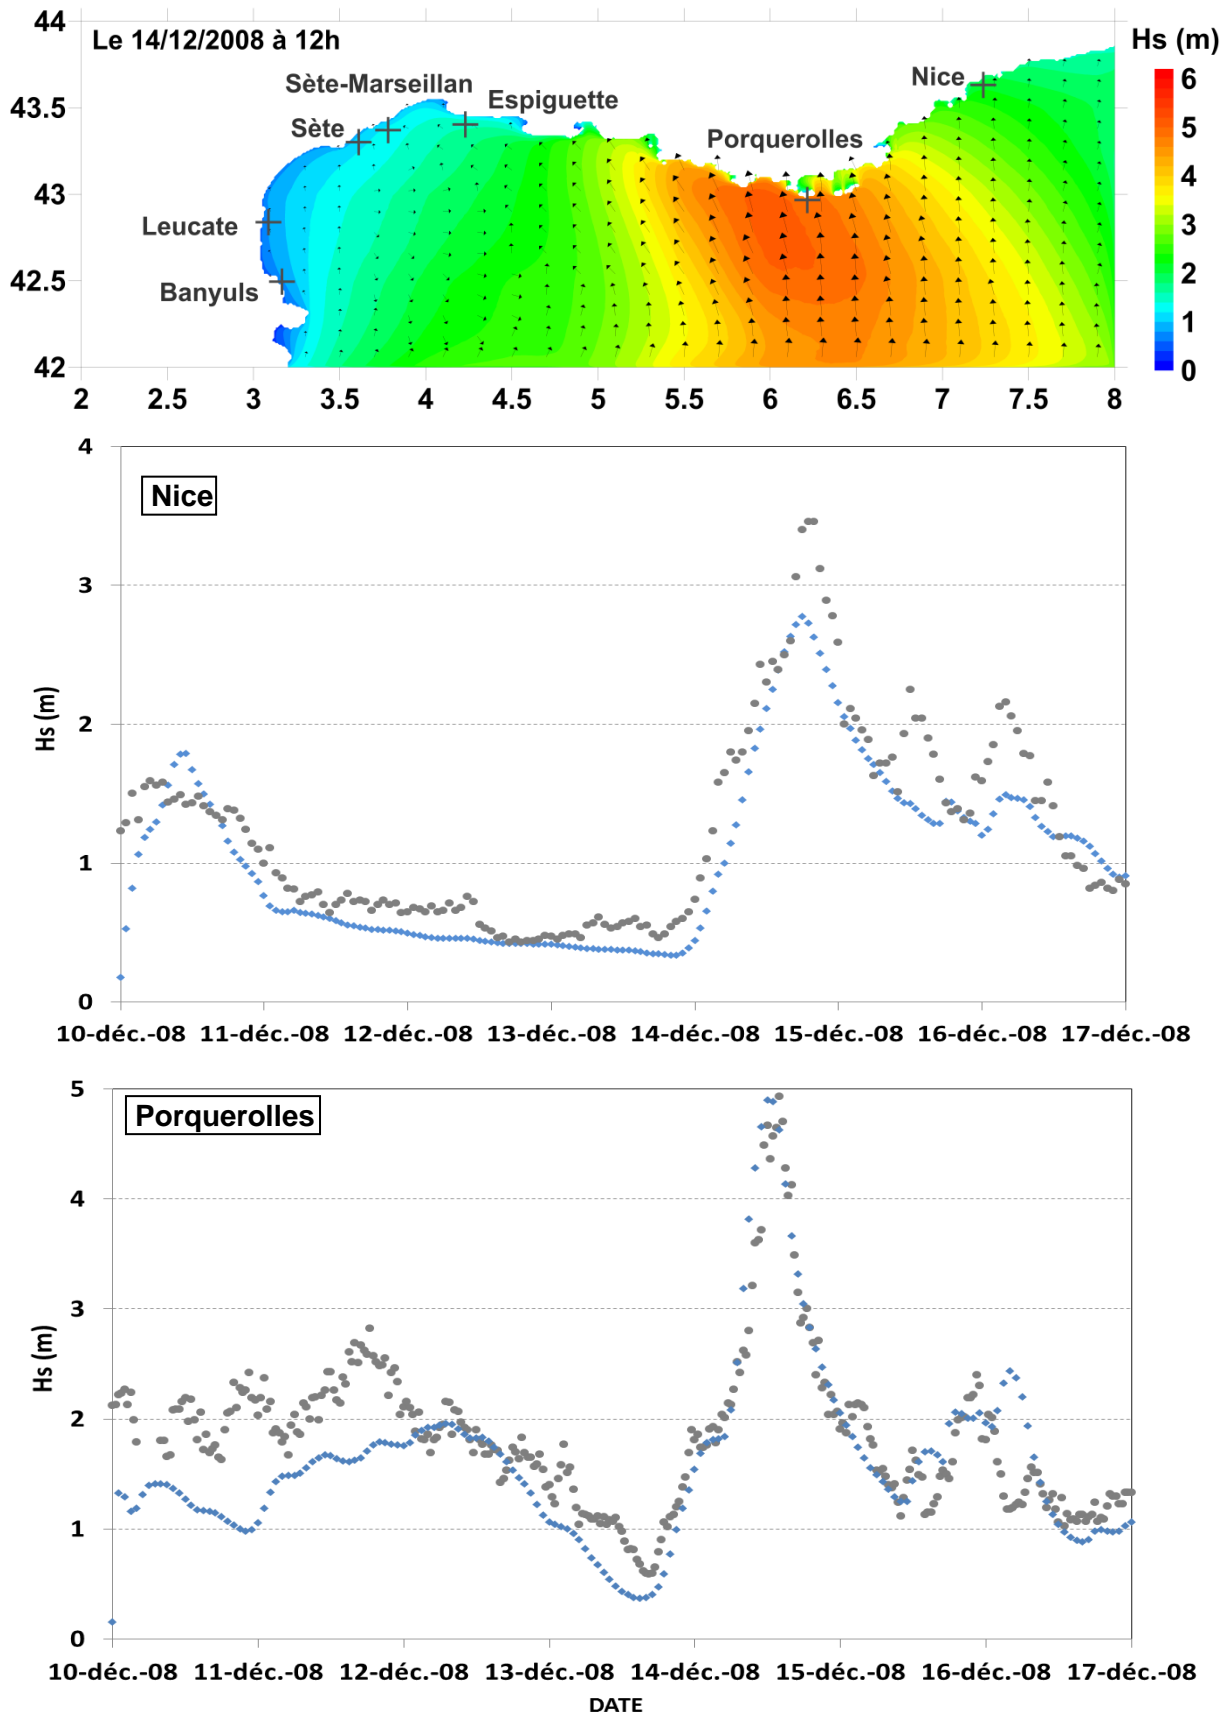 44
Le 14/12/2008 à 12h
Hs (m)
Sète-Marseillan
Nice
6
43.5
Espiguette
Sète
Porquerolles
5
43
4
Leucate
3
42.5
Banyuls
2
1
42
0
2 2.5 3 3.5 4 4.5 5 5.5 6 6.5 7 7.5 8
4
Nice
3
Hs (m)
2
1
0
10-déc.-08 11-déc.-08 12-déc.-08 13-déc.-08 14-déc.-08 15-déc.-08 16-déc.-08 17-déc.-08
5
Porquerolles
4
3
Hs (m)
2
1
0
10-déc.-08 11-déc.-08 12-déc.-08 13-déc.-08 14-déc.-08 15-déc.-08 16-déc.-08 17-déc.-08
DATE